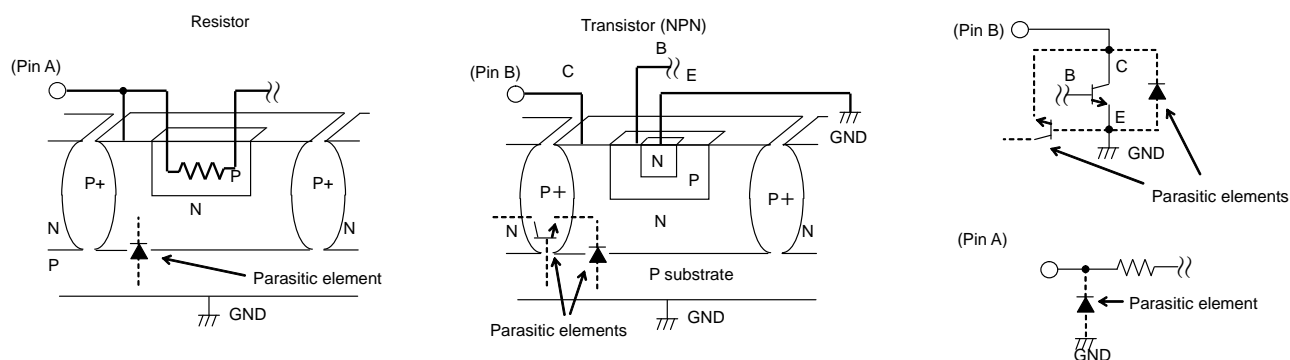 Resistor
(Pin A)
P+
P
P+
N
N
N
P
Parasitic element
GND
Transistor (NPN)
B
(Pin B)
C
E
GND
N
P+
P
P+
N
N
N
P substrate
Parasitic elements
GND
(Pin B)
C
B
E
GND
Parasitic elements
(Pin A)
Parasitic element
GND